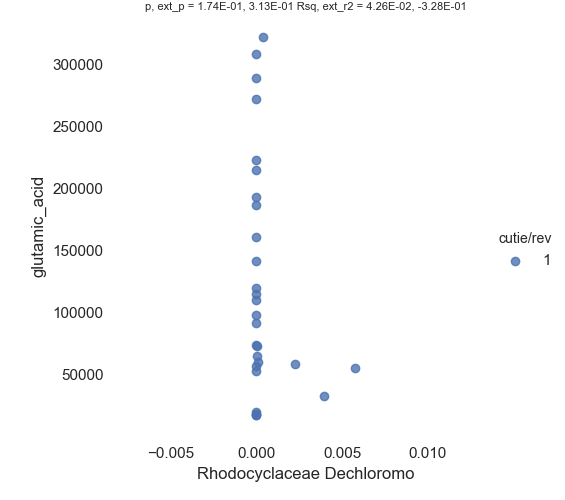 p, ext_p = 1.74E-01, 3.13E-01 Rsq, ext_r2 = 4.26E-02, -3.28E-01
300000
250000
200000
150000
100000
50000
glutamic_acid
cutie/rev
1
−0.005 0.000 0.005 0.010
Rhodocyclaceae Dechloromo